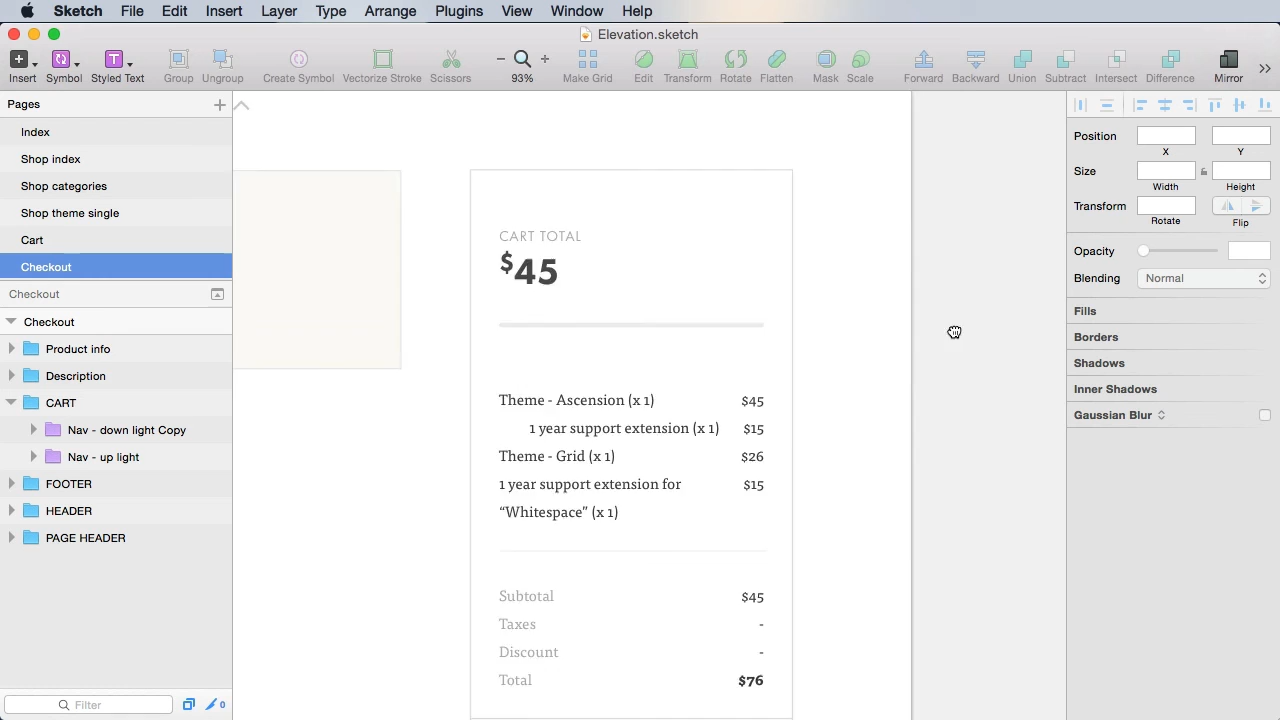 Sketch File Edit Insert Layer Type Arrange Plugins View Window Help
Elevation.sketch
Insert Symbol Styled Text Group Ungroup Create Symbol Vectorize Stroke Scissors 93% Make Grid Edit Transform Rotate Flatten Mask Scale Forward Backward Union Subtract Intersect Difference Mirror
Pages
Index
Shop index
Shop categories
Shop theme single
Cart
Checkout
Checkout
Checkout
Product info
Description
CART
Nav - down light Copy
Nav - up light
FOOTER
HEADER
PAGE HEADER
Filter
0
CART TOTAL
$45
Theme - Ascension (x 1) $45
1 year support extension (x 1) $15
Theme - Grid (x 1) $26
1 year support extension for $15
“Whitespace” (x 1)
Subtotal $45
Taxes -
Discount -
Total $76
Position
X Y
Size
Width Height
Transform
Rotate Flip
Opacity
Blending Normal
Fills
Borders
Shadows
Inner Shadows
Gaussian Blur